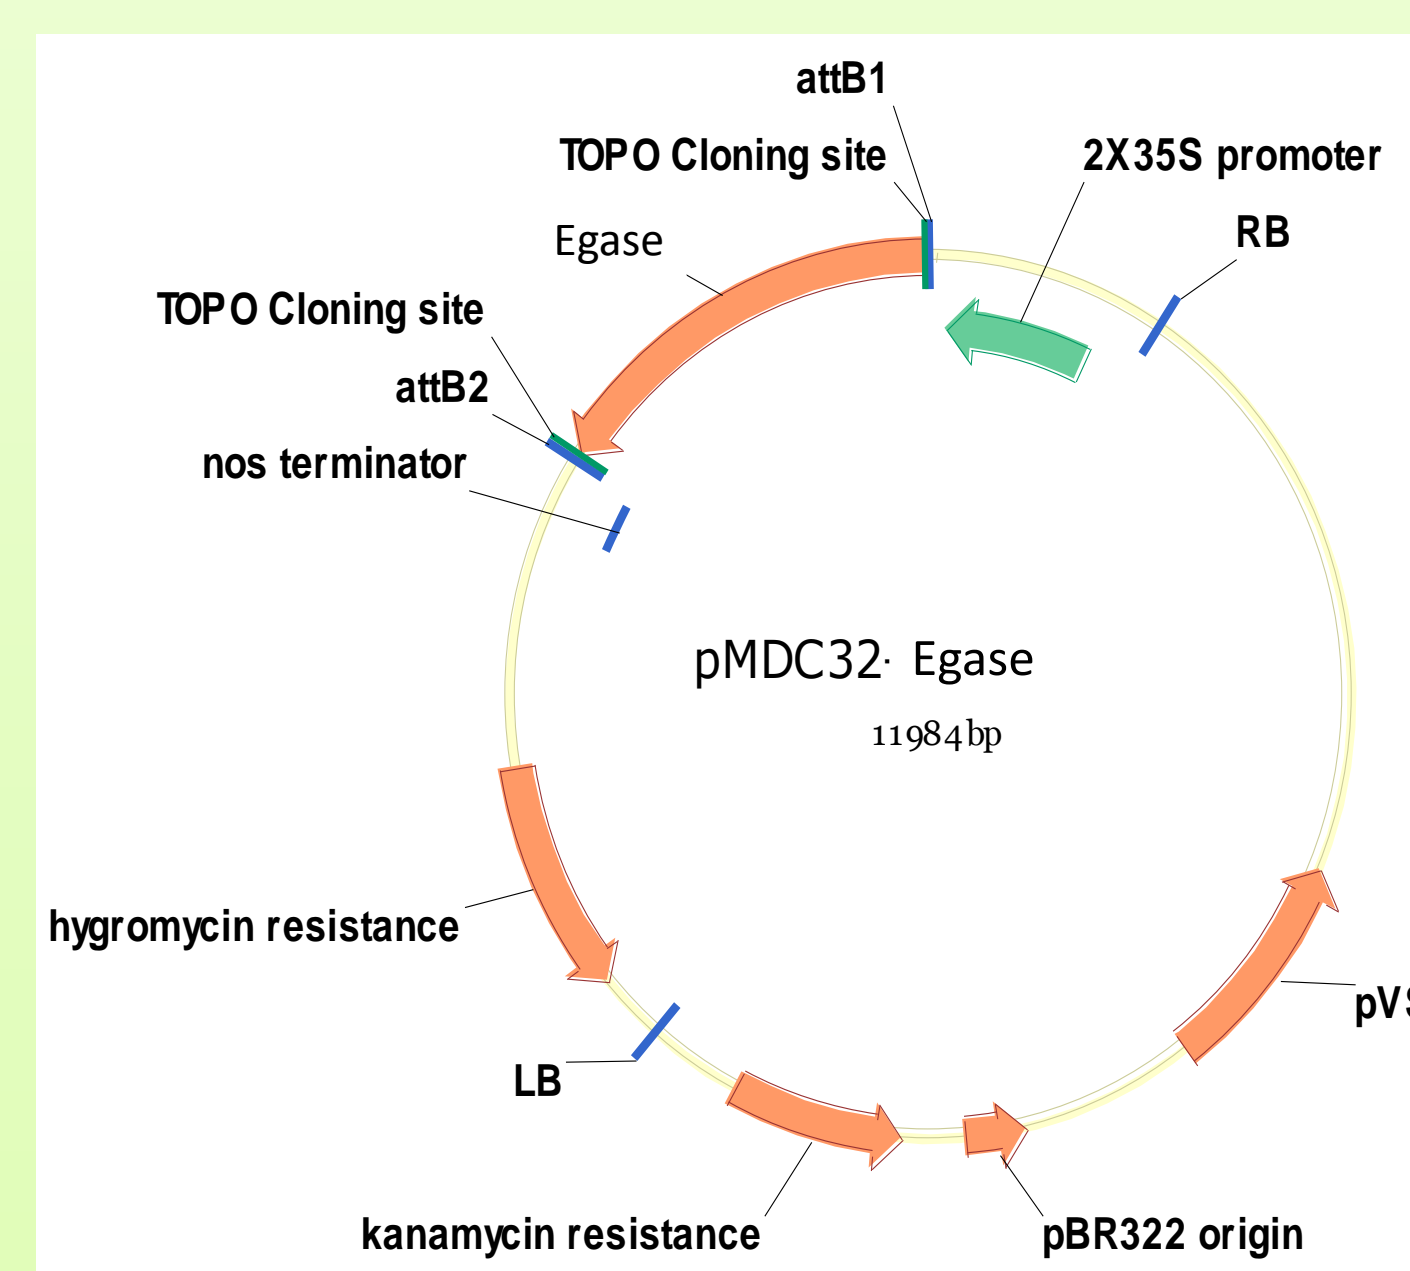 attB1
TOPO Cloning site
2X35S promoter
Egase
RB
TOPO Cloning site
attB2
nos terminator
pMDC32· Egase
11984bp
hygromycin resistance
LB
kanamycin resistance
pBR322 origin